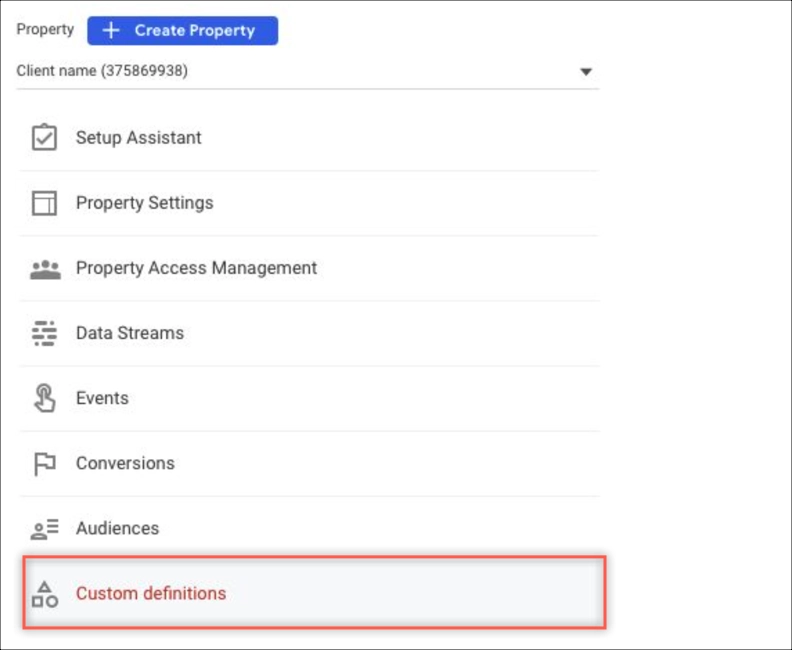 Property + Create Property
Client name (375869938)
Setup Assistant
Property Settings
Property Access Management
Data Streams
Events
Conversions
Audiences
Custom definitions